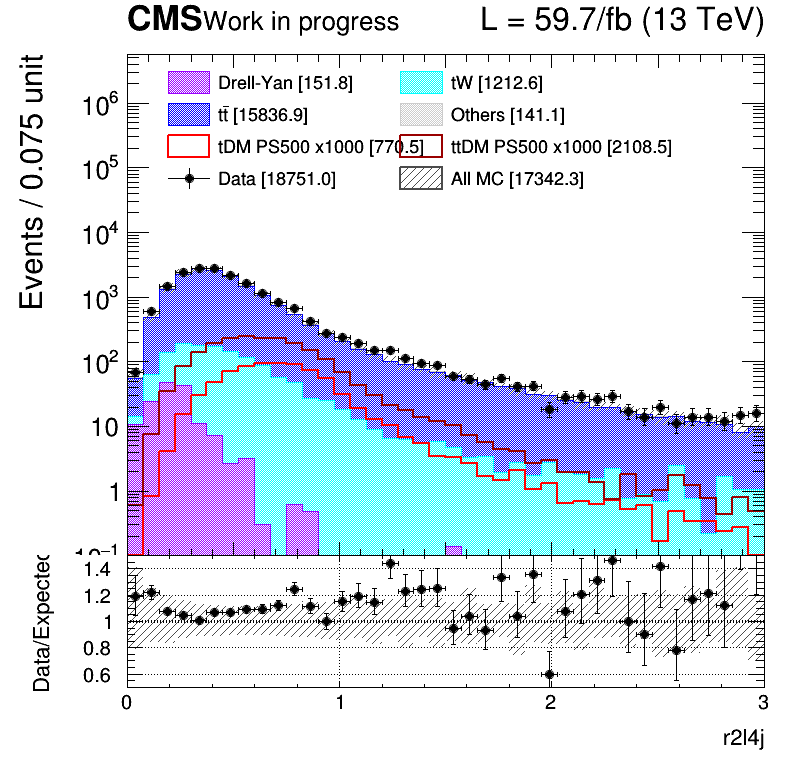 CMS Work in progress L = 59.7/fb (13 TeV)
Events / 0.075 unit
Drell-Yan [151.8] tW [1212.6]
tt̄ [15836.9] Others [141.1]
tDM PS500 x1000 [770.5] ttDM PS500 x1000 [2108.5]
Data [18751.0] All MC [17342.3]
10⁶
10⁵
10⁴
10³
10²
10
1
10⁻¹
Data/Expected
1.4
1.2
1
0.8
0.6
0 1 2 3
r2l4j